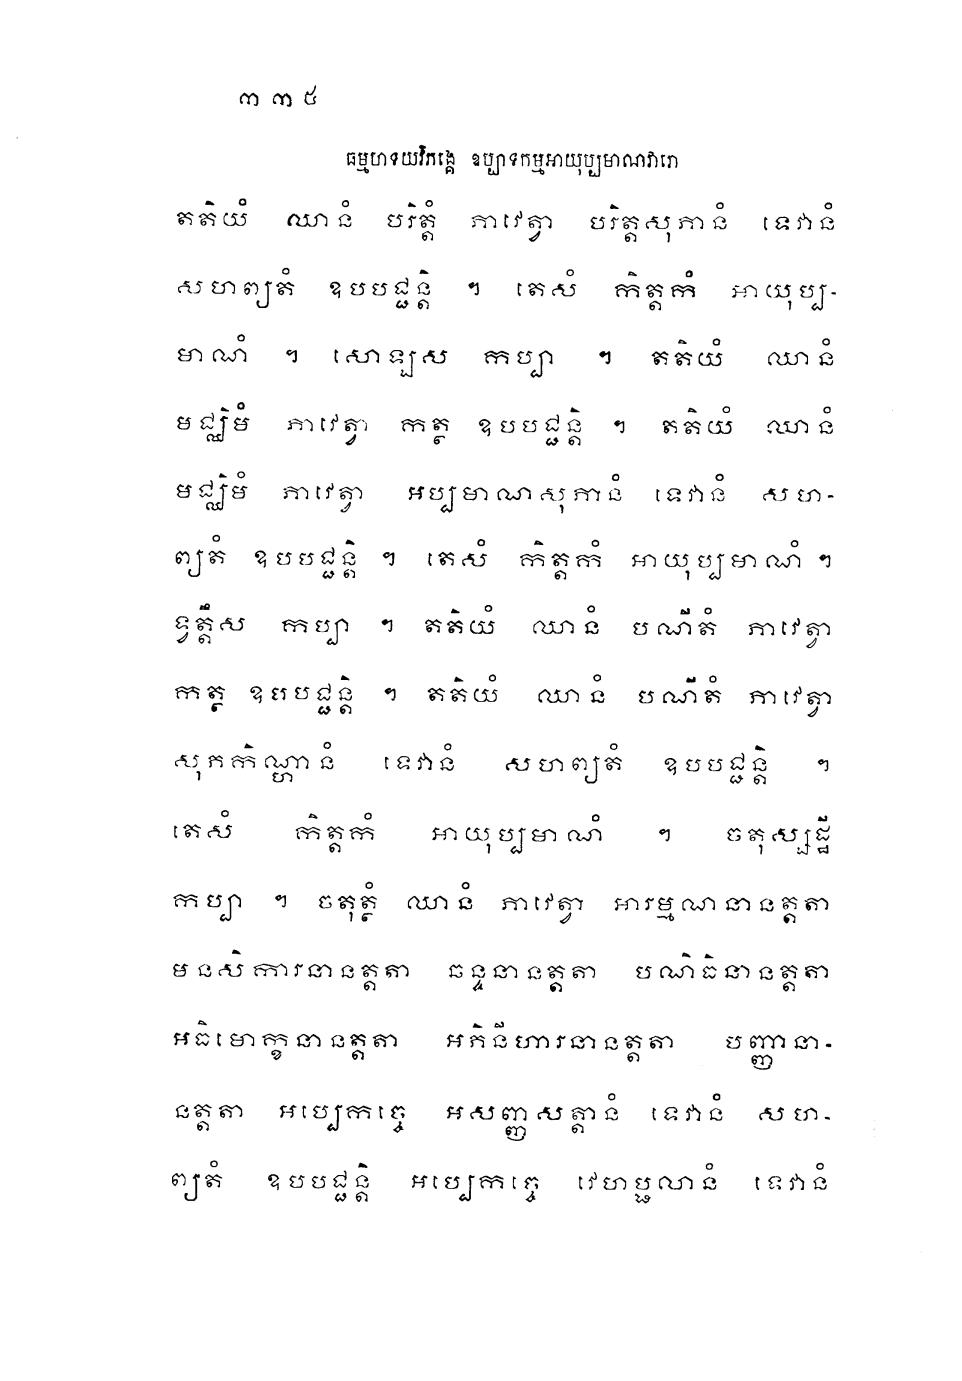 ៣៣៥
ធម្មហទយវិភង្គេ ឧប្បាទកម្មអាយុប្បមាណវារោ
តតិយំ ឈានំ បរិត្តំ ភាវេត្វា បរិត្តសុភានំ ទេវានំ
សហព្យតំ ឧបបជ្ជន្តិ ។ តេសំ កិត្តកំ អាយុប្ប-
មាណំ ។ សោឡស កប្បា ។ តតិយំ ឈានំ
មជ្ឈិមំ ភាវេត្វា កត្ថ ឧបបជ្ជន្តិ ។ តតិយំ ឈានំ
មជ្ឈិមំ ភាវេត្វា អប្បមាណសុភានំ ទេវានំ សហ-
ព្យតំ ឧបបជ្ជន្តិ ។ តេសំ កិត្តកំ អាយុប្បមាណំ ។
ទ្វត្តឹស កប្បា ។ តតិយំ ឈានំ បណីតំ ភាវេត្វា
កត្ថ ឧបបជ្ជន្តិ ។ តតិយំ ឈានំ បណីតំ ភាវេត្វា
សុភកិណ្ហានំ ទេវានំ សហព្យតំ ឧបបជ្ជន្តិ ។
តេសំ កិត្តកំ អាយុប្បមាណំ ។ ចតុស្សដ្ឋី
កប្បា ។ ចតុត្ថំ ឈានំ ភាវេត្វា អារម្មណនានត្តតា
មនសិការនានត្តតា ឆន្ទនានត្តតា បណិធិនានត្តតា
អធិមោក្ខនានត្តតា អភិនីហារនានត្តតា បញ្ញានា-
នត្តតា អប្បេកច្ចេ អសញ្ញសត្តានំ ទេវានំ សហ-
ព្យតំ ឧបបជ្ជន្តិ អប្បេកច្ចេ វេហប្ផលានំ ទេវានំ